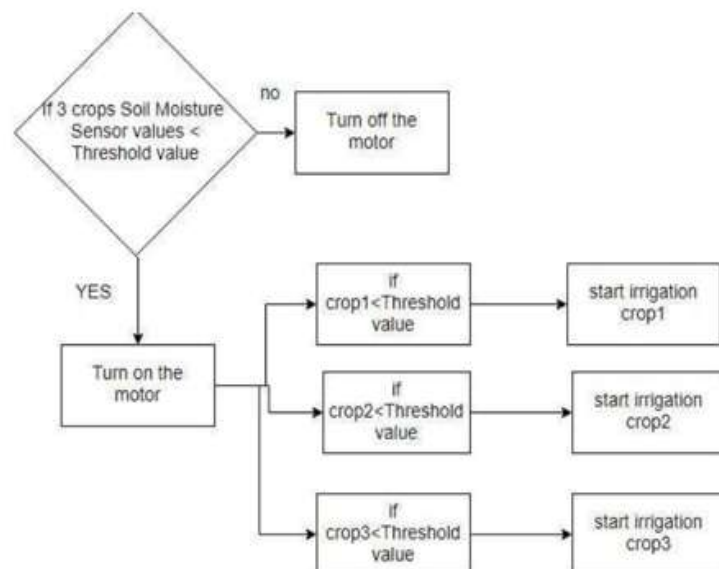 If 3 crops Soil Moisture
Sensor values <
Threshold value
no
Turn off the
motor
YES
Turn on the
motor
if
crop1<Threshold
value
start irrigation
crop1
if
crop2<Threshold
value
start irrigation
crop2
if
crop3<Threshold
value
start irrigation
crop3